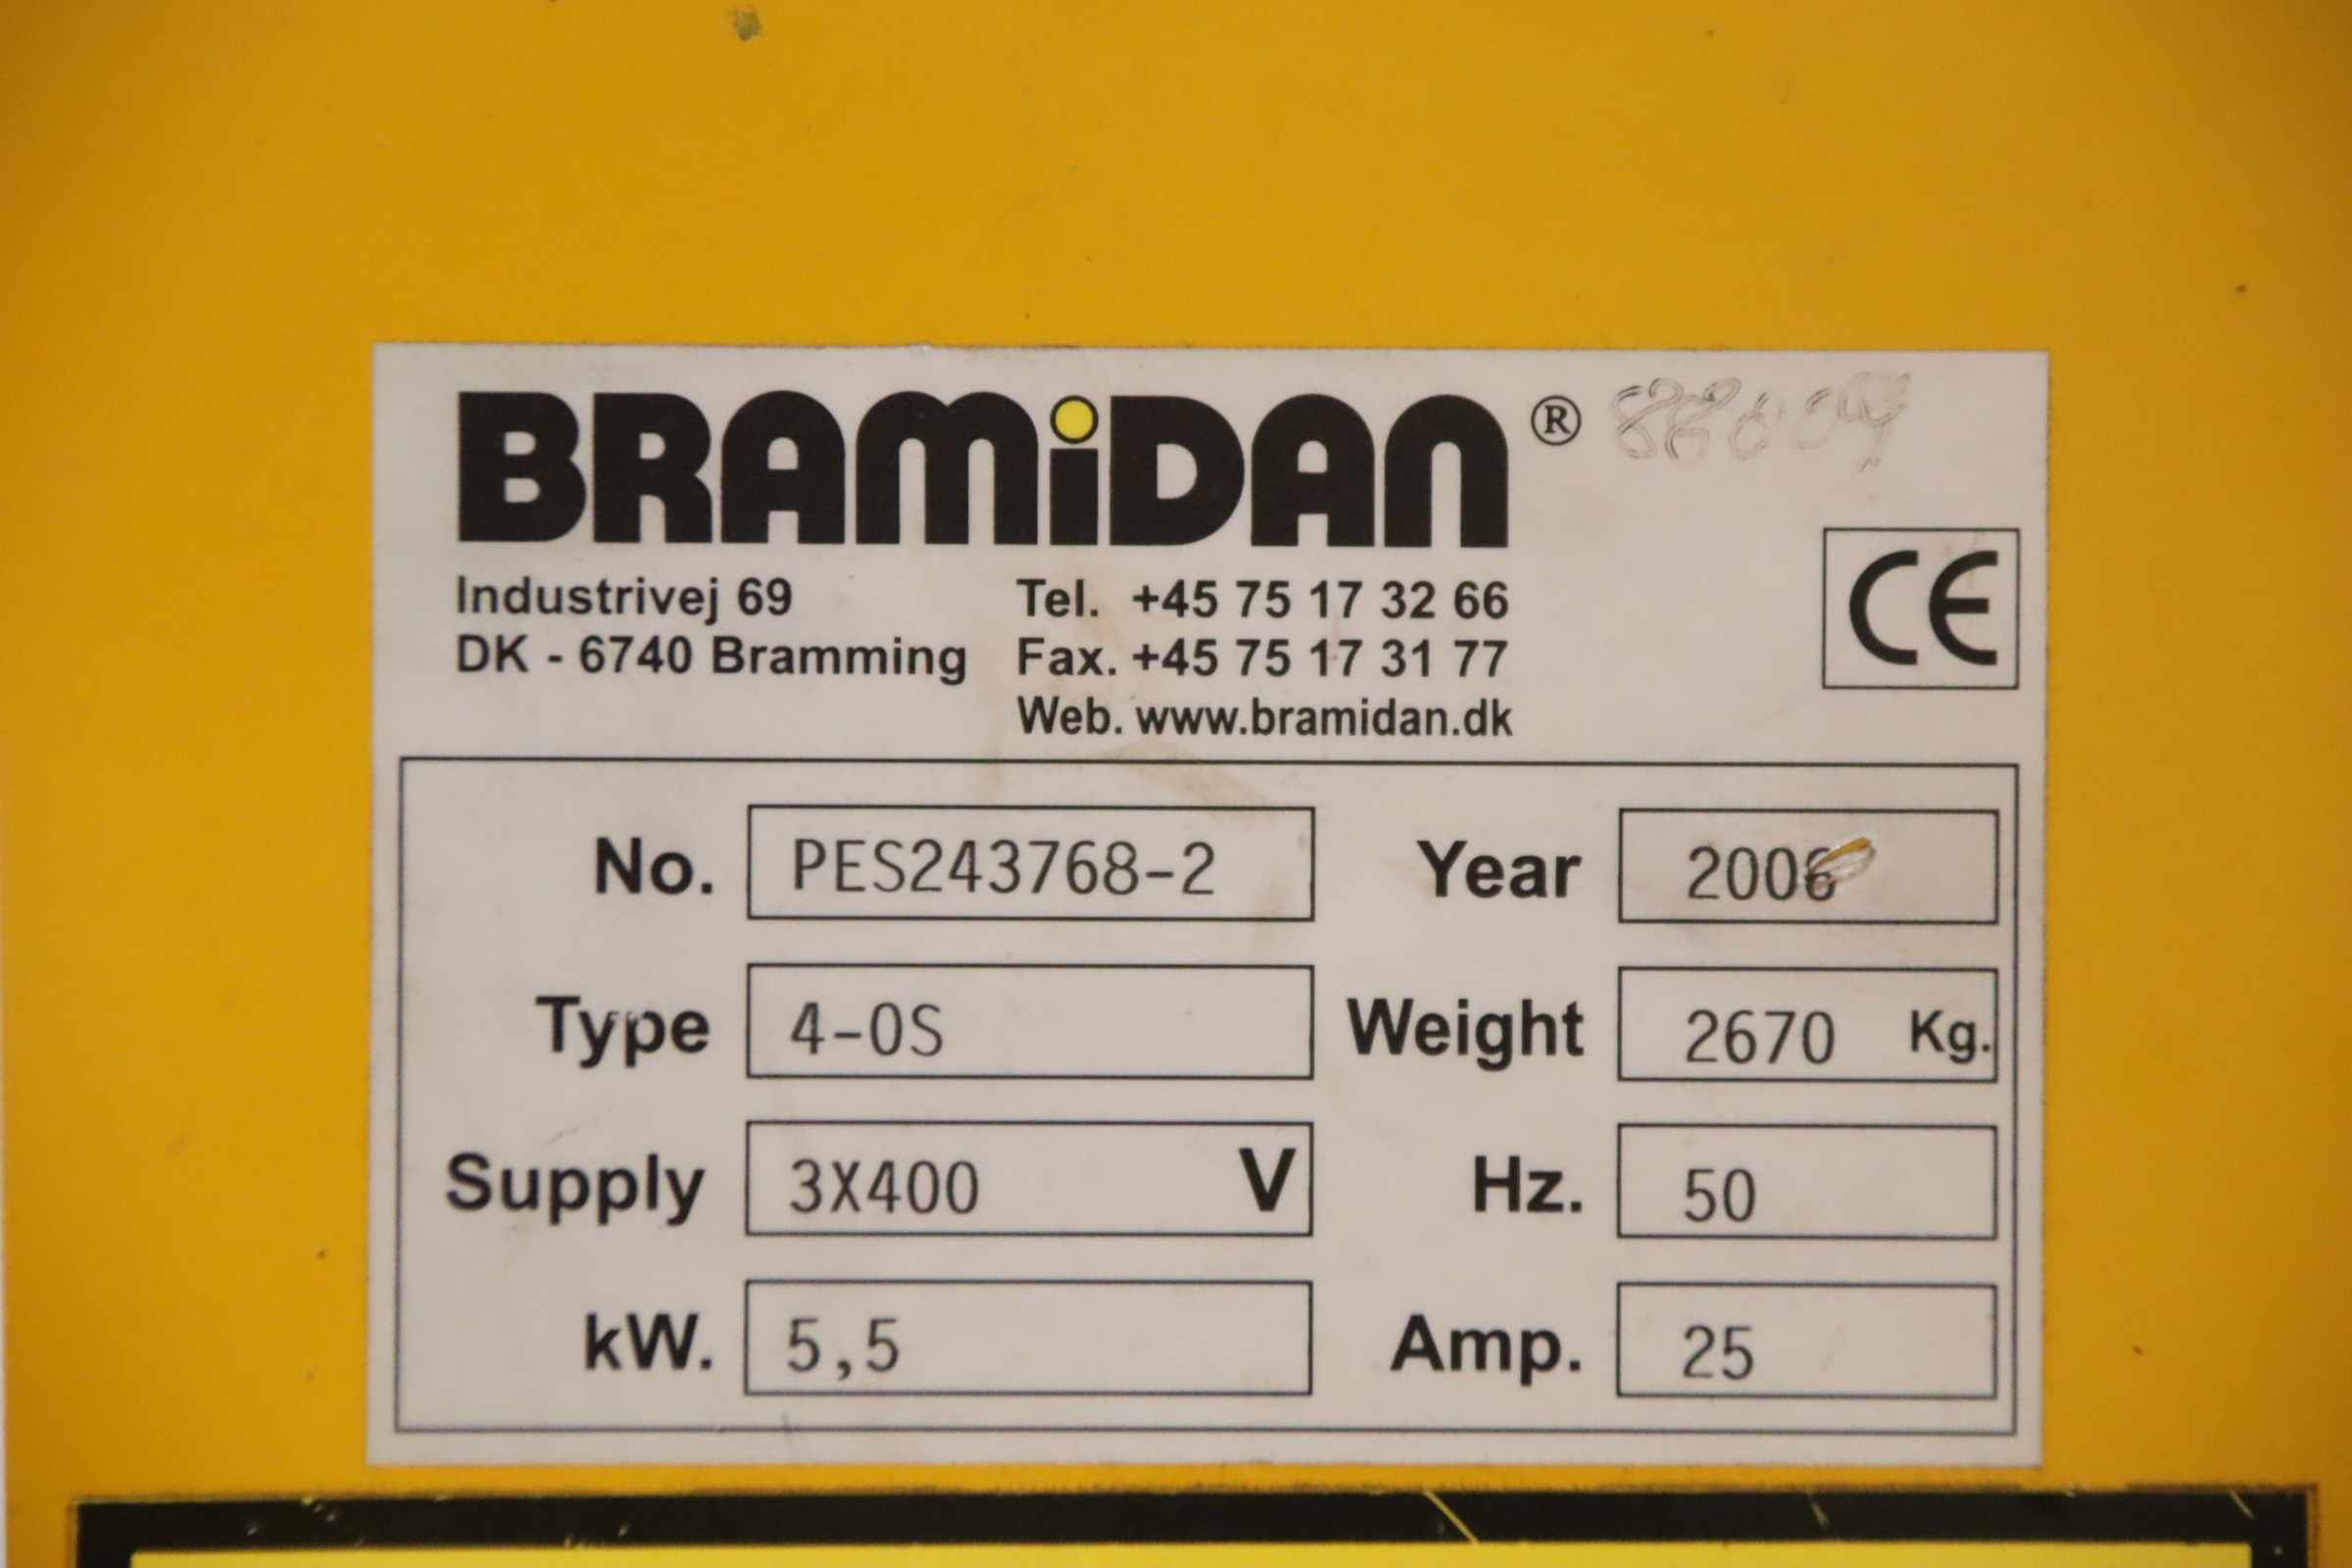 BRAMiDAN®
Industrivej 69
DK - 6740 Bramming
Tel. +45 75 17 32 66
Fax. +45 75 17 31 77
Web. www.bramidan.dk
CE
No. PES243768-2
Year
Type 4-0S
Weight 2670 Kg.
Supply 3X400 V
Hz. 50
kW. 5,5
Amp. 25